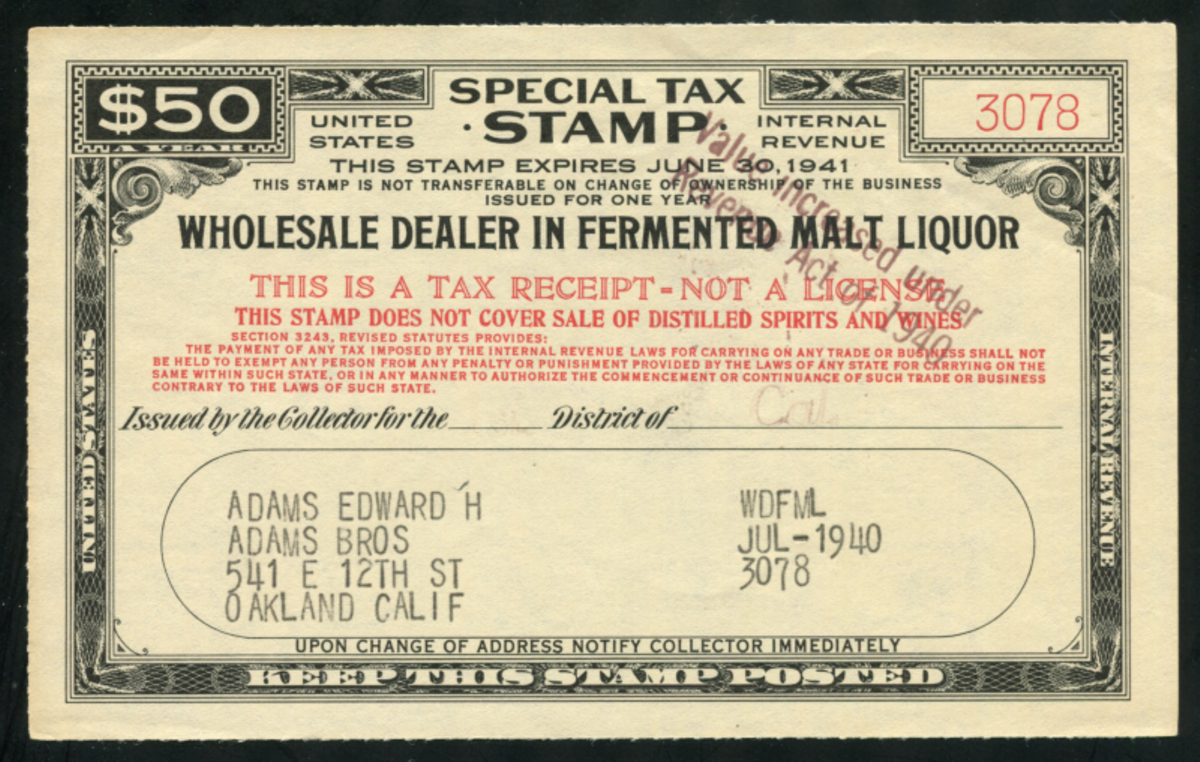 $50
A YEAR
UNITED STATES
SPECIAL TAX
· STAMP ·
INTERNAL REVENUE
3078
THIS STAMP EXPIRES JUNE 30, 1941
THIS STAMP IS NOT TRANSFERABLE ON CHANGE OF OWNERSHIP OF THE BUSINESS
ISSUED FOR ONE YEAR
Value increased under
Revenue Act of 1940
WHOLESALE DEALER IN FERMENTED MALT LIQUOR
THIS IS A TAX RECEIPT - NOT A LICENSE
THIS STAMP DOES NOT COVER SALE OF DISTILLED SPIRITS AND WINES
SECTION 3243, REVISED STATUTES PROVIDES:
THE PAYMENT OF ANY TAX IMPOSED BY THE INTERNAL REVENUE LAWS FOR CARRYING ON ANY TRADE OR BUSINESS SHALL NOT
BE HELD TO EXEMPT ANY PERSON FROM ANY PENALTY OR PUNISHMENT PROVIDED BY THE LAWS OF ANY STATE FOR CARRYING ON THE
SAME WITHIN SUCH STATE, OR IN ANY MANNER TO AUTHORIZE THE COMMENCEMENT OR CONTINUANCE OF SUCH TRADE OR BUSINESS
CONTRARY TO THE LAWS OF SUCH STATE.
Issued by the Collector for the District of Cal.
ADAMS EDWARD H WDFML
ADAMS BROS JUL-1940
541 E 12TH ST 3078
OAKLAND CALIF
UPON CHANGE OF ADDRESS NOTIFY COLLECTOR IMMEDIATELY
KEEP THIS STAMP POSTED
UNITED STATES
INTERNAL REVENUE